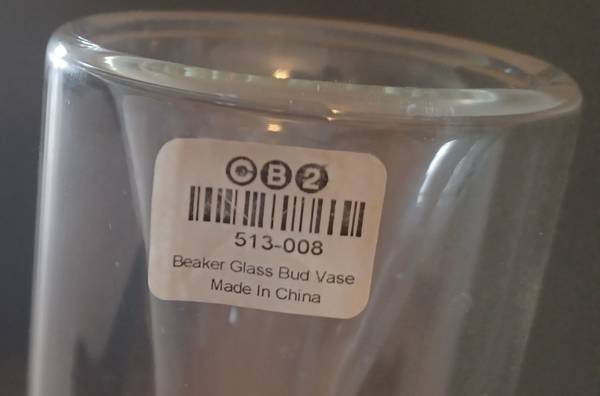 CB2
513-008
Beaker Glass Bud Vase
Made In China